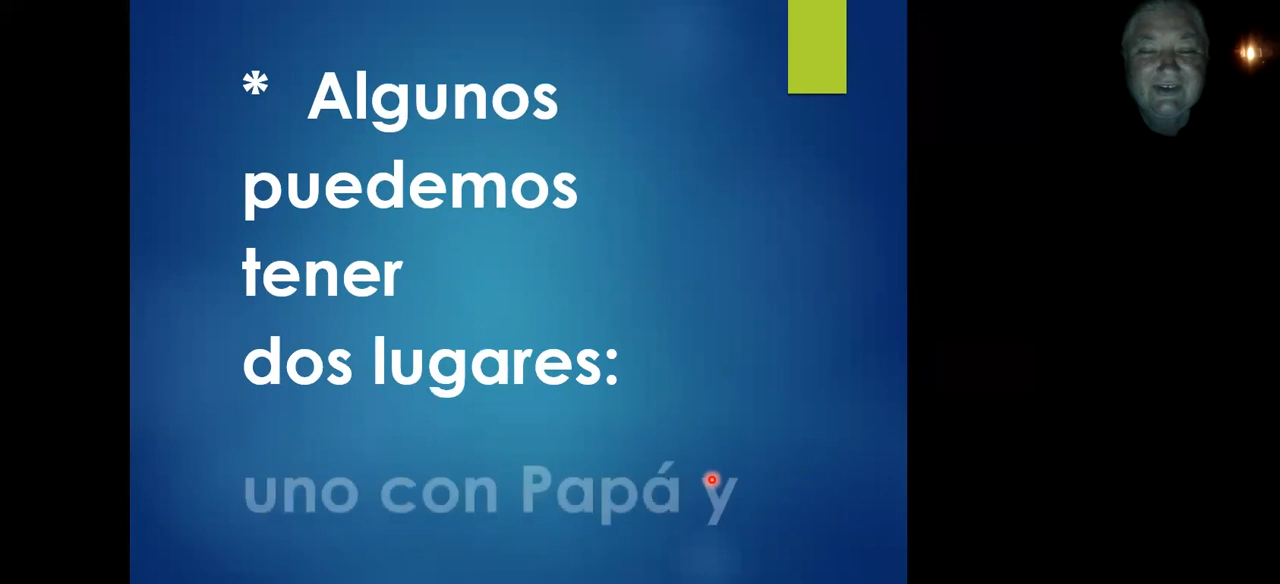 * Algunos
puedemos
tener
dos lugares:
uno con Papá y